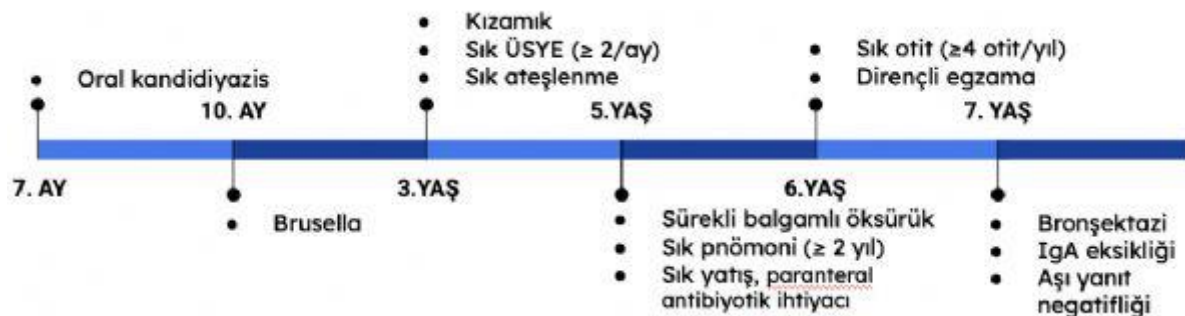 • Oral kandidiyazis
7. AY
10. AY
• Brusella
• Kızamık
• Sık ÜSYE (≥ 2/ay)
• Sık ateşlenme
3.YAŞ
5.YAŞ
• Sürekli balgamlı öksürük
• Sık pnömoni (≥ 2 yıl)
• Sık yatış, paranteral
antibiyotik ihtiyacı
• Sık otit (≥4 otit/yıl)
• Dirençli egzama
6.YAŞ
7. YAŞ
• Bronşektazi
• IgA eksikliği
• Aşı yanıt
negatifliği